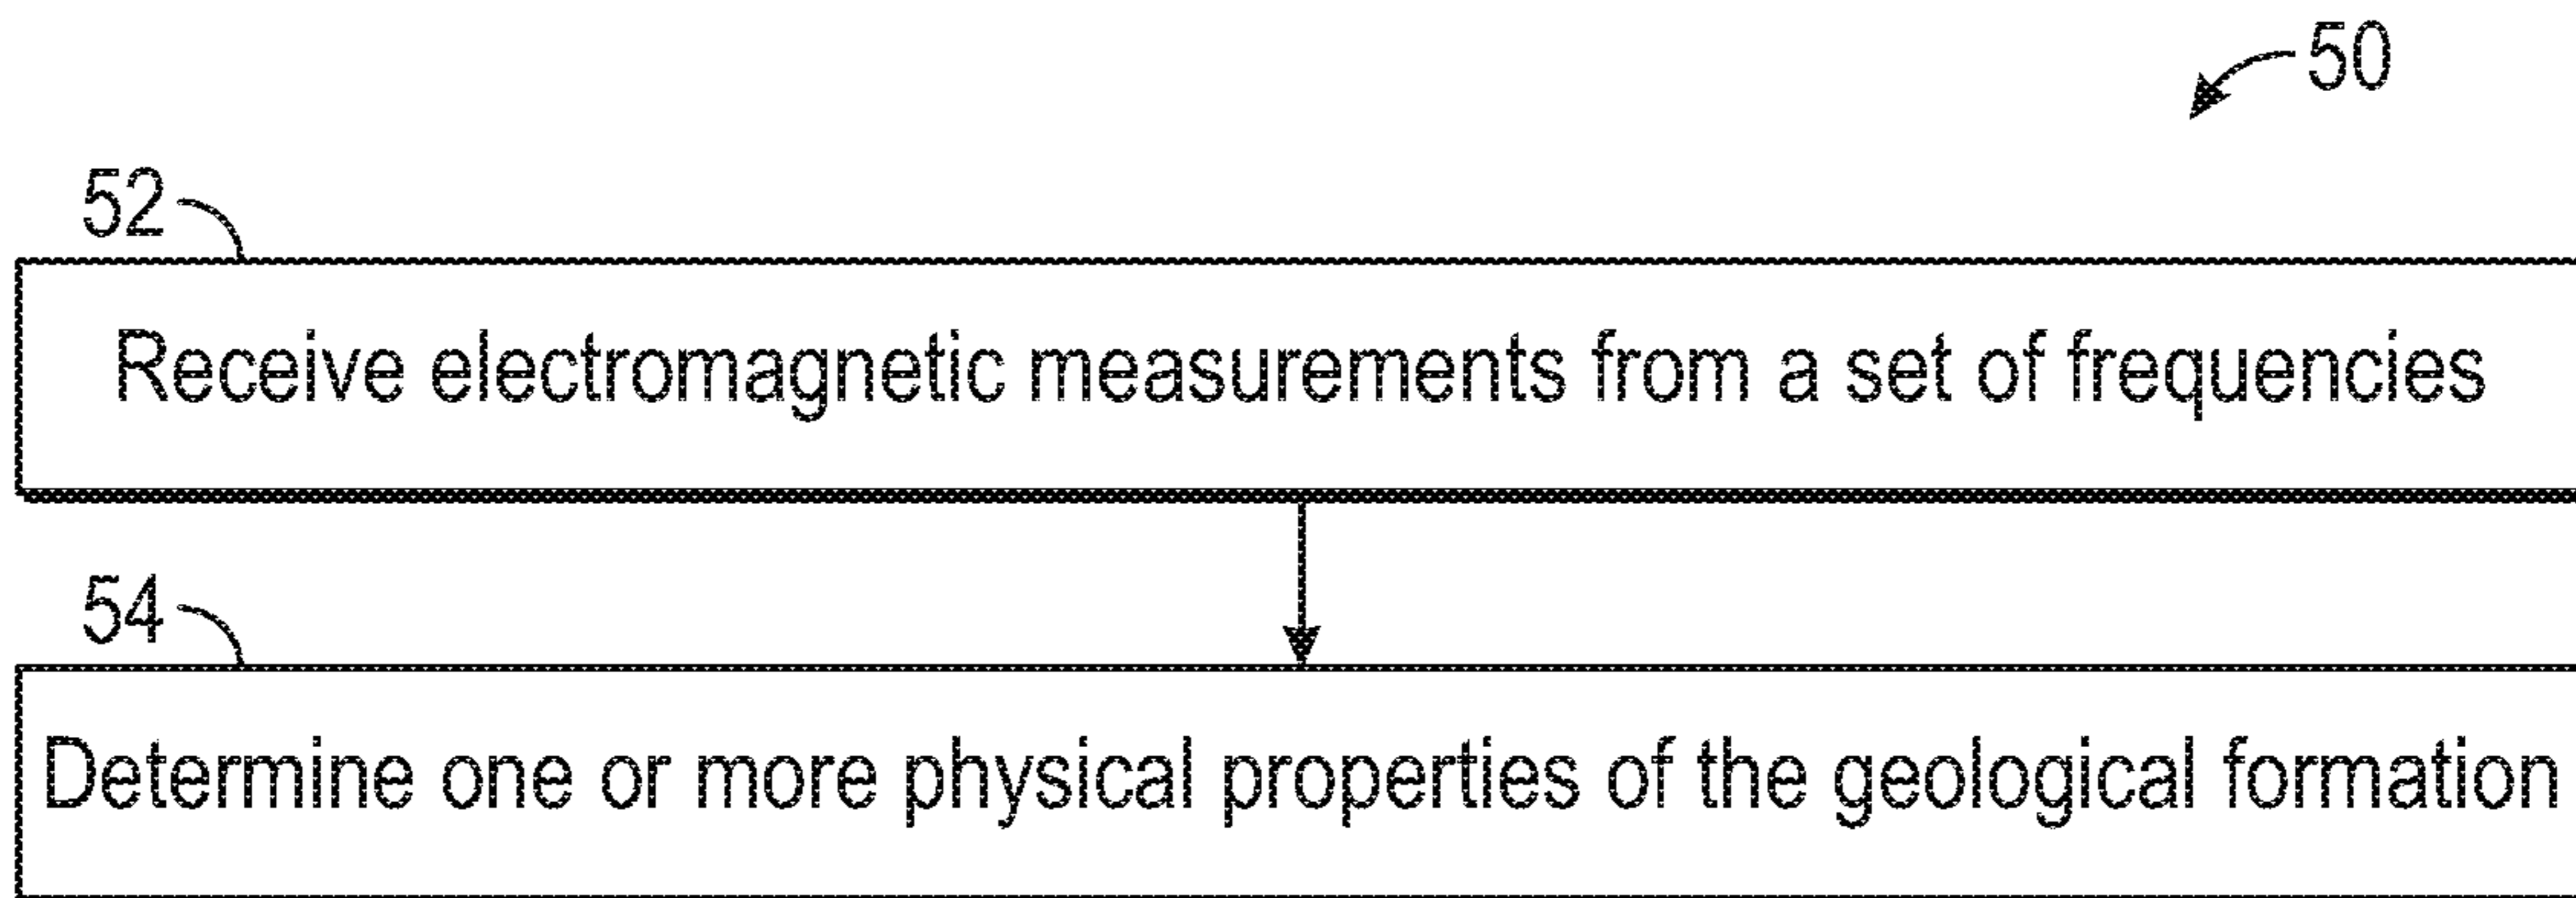 50
52
Receive electromagnetic measurements from a set of frequencies
54
Determine one or more physical properties of the geological formation